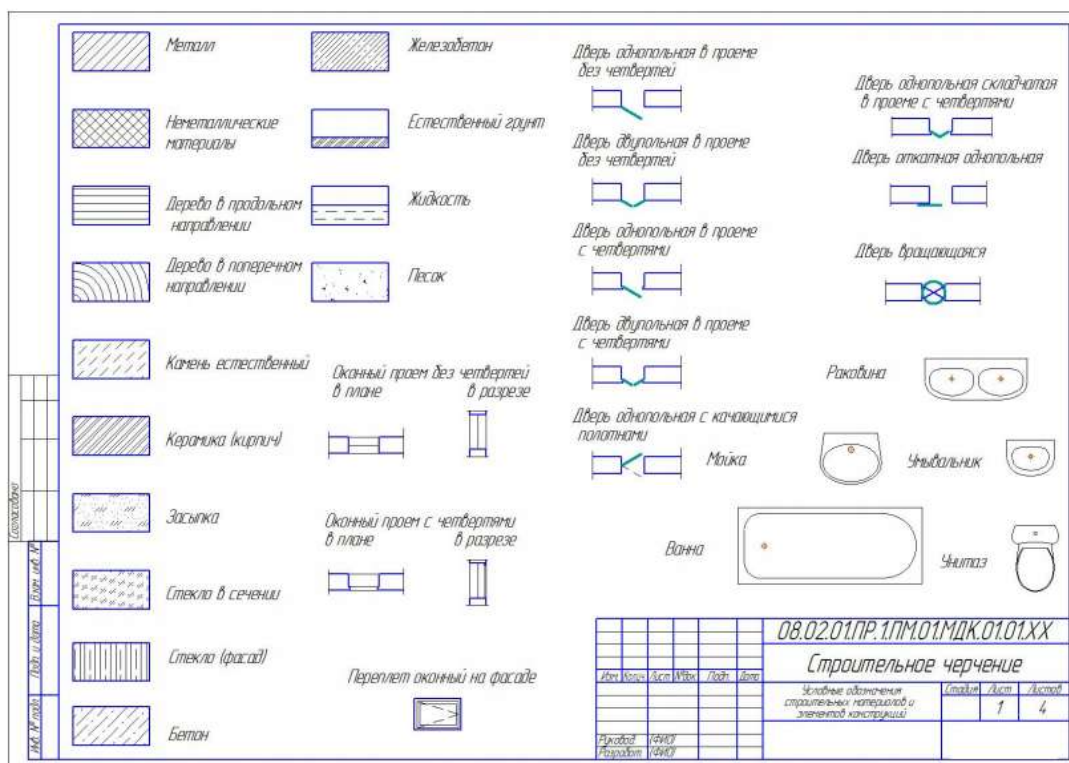 Металл
Неметаллические
материалы
Дерево в продольном
направлении
Дерево в поперечном
направлении
Камень естественный
Керамика (кирпич)
Засыпка
Стекло в сечении
Стекло (фасад)
Бетон
Железобетон
Естественный грунт
Жидкость
Песок
Оконный проем без четвертей
в плане
в разрезе
Оконный проем с четвертями
в плане
в разрезе
Переплет оконный на фасаде
Дверь однопольная в проеме
без четвертей
Дверь двупольная в проеме
без четвертей
Дверь однопольная в проеме
с четвертями
Дверь двупольная в проеме
с четвертями
Дверь однопольная с качающимися
полотнами
Дверь однопольная складчатая
в проеме с четвертями
Дверь откатная однопольная
Дверь вращающаяся
Раковина
Мойка
Умывальник
Ванна
Унитаз
Согласовано
Взам. инв. №
Подп. и дата
Инв. № подл.
08.02.01.ПР.1.ПМ.01.МДК.01.01.ХХ
Строительное черчение
Изм. Колич. Лист №док. Подп. Дата
Условные обозначения
строительных материалов и
элементов конструкций
Стадия Лист Листов
1 4
Руковод. (ФИО)
Разработ. (ФИО)